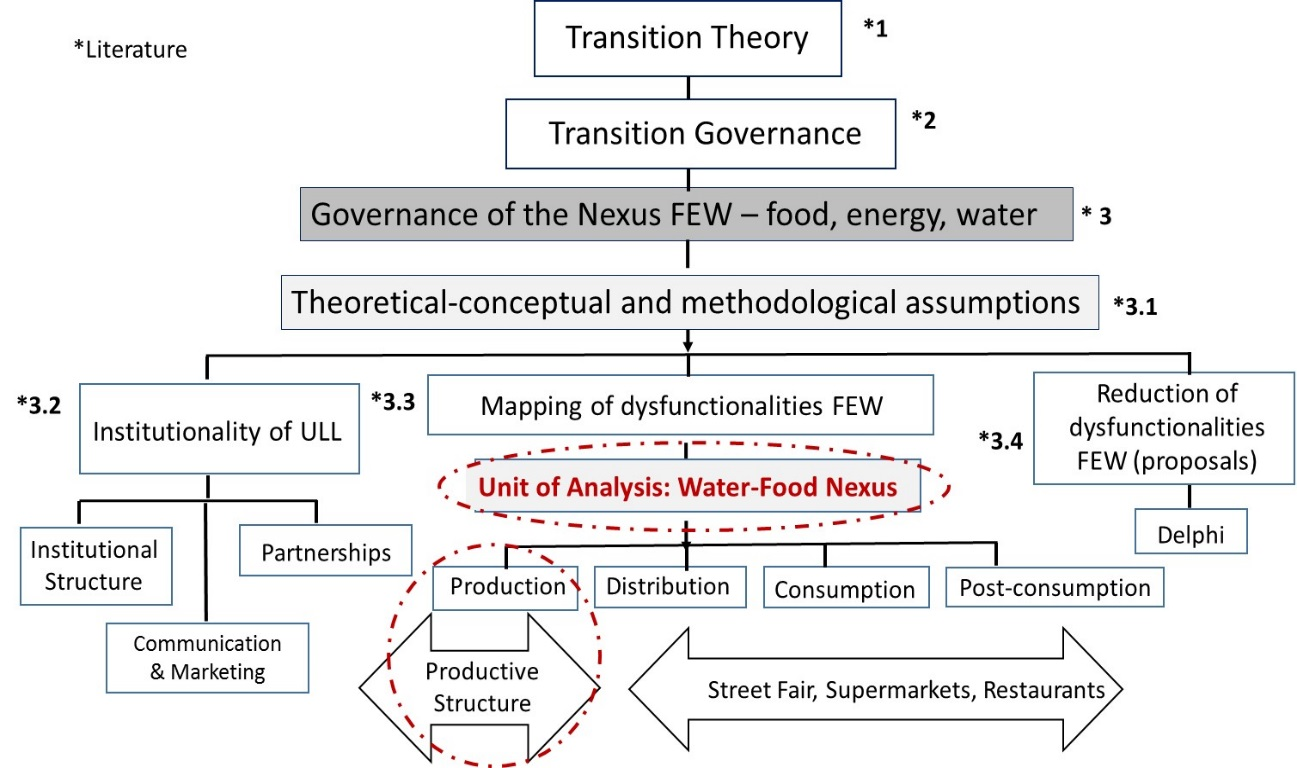 *Literature
Transition Theory
*1
Transition Governance
*2
Governance of the Nexus FEW – food, energy, water
* 3
Theoretical-conceptual and methodological assumptions
*3.1
*3.2
Institutionality of ULL
*3.3
Mapping of dysfunctionalities FEW
*3.4
Reduction of
dysfunctionalities
FEW (proposals)
Unit of Analysis: Water-Food Nexus
Institutional
Structure
Partnerships
Communication
& Marketing
Delphi
Production
Distribution
Consumption
Post-consumption
Productive
Structure
Street Fair, Supermarkets, Restaurants